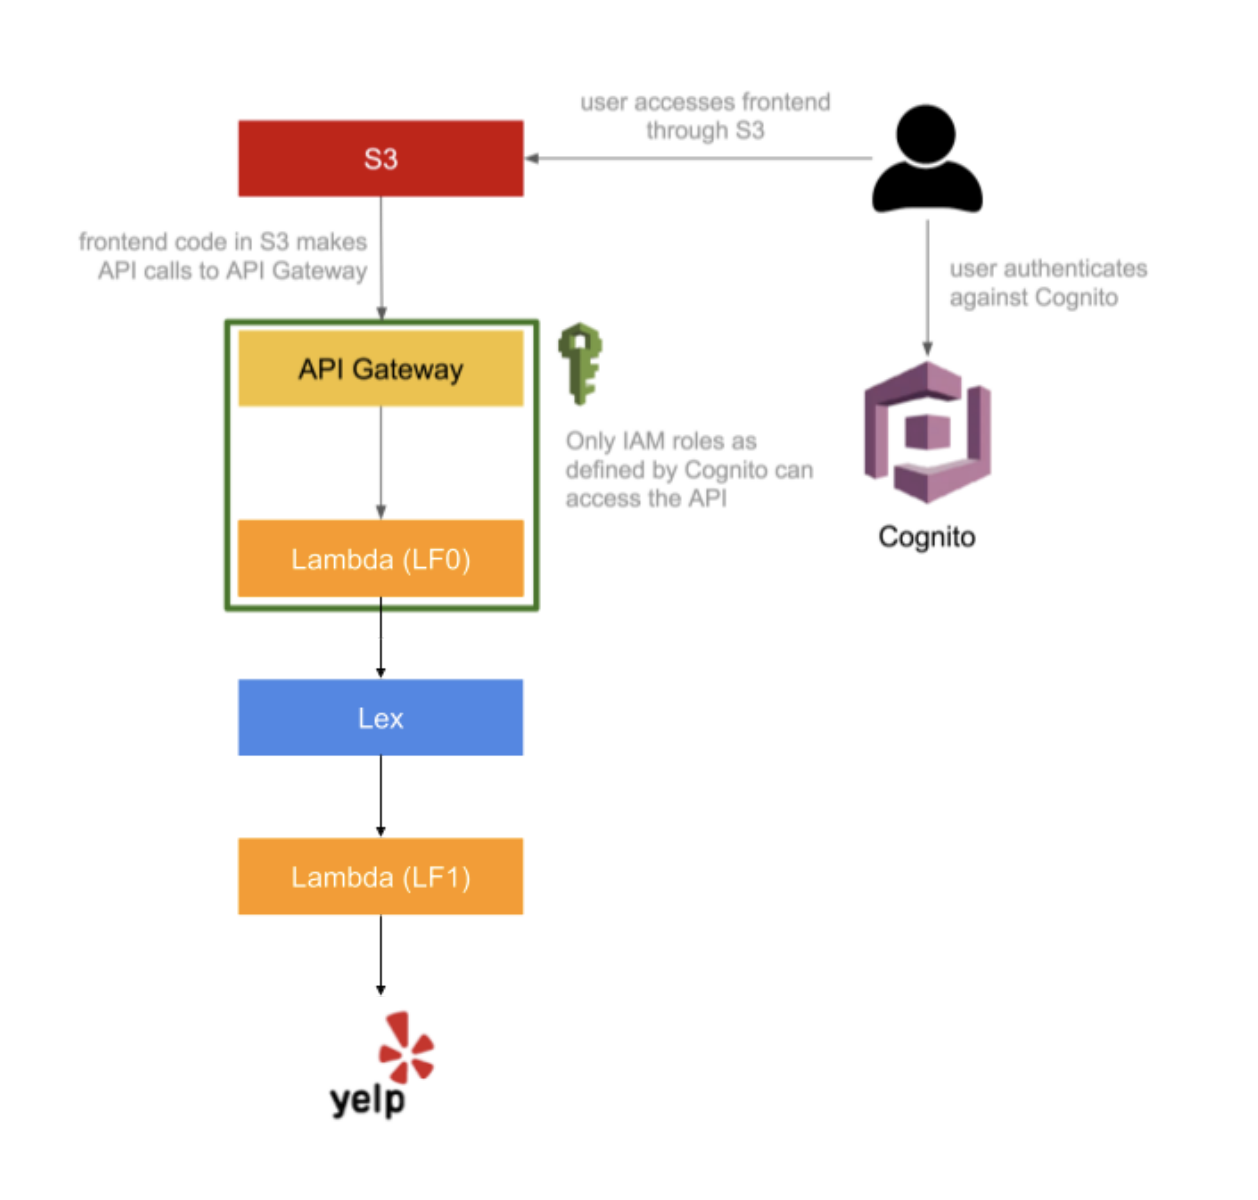 user accesses frontend
through S3
S3
frontend code in S3 makes
API calls to API Gateway
user authenticates
against Cognito
API Gateway
Only IAM roles as
defined by Cognito can
access the API
Cognito
Lambda (LF0)
Lex
Lambda (LF1)
yelp